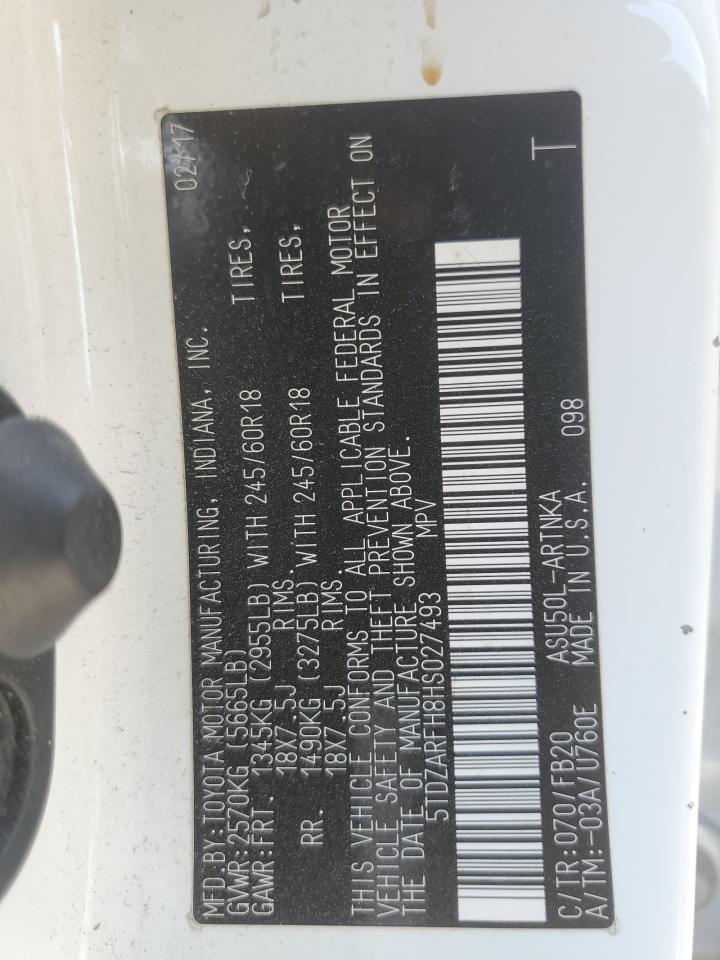 MFD.BY:TOYOTA MOTOR MANUFACTURING, INDIANA, INC. 02/17
GVWR:2570KG (5665LB)
GAWR:FRT. 1345KG (2955LB) WITH 245/60R18 TIRES,
18X7.5J RIMS.
RR. 1490KG (3275LB) WITH 245/60R18 TIRES,
18X7.5J RIMS.
THIS VEHICLE CONFORMS TO ALL APPLICABLE FEDERAL MOTOR
VEHICLE SAFETY AND THEFT PREVENTION STANDARDS IN EFFECT ON
THE DATE OF MANUFACTURE SHOWN ABOVE.
5TDZARFH8HS027493 MPV
C/TR:070/FB20 ASU50L-ARTNKA 098 T
A/TM:-03A/U760E MADE IN U.S.A.